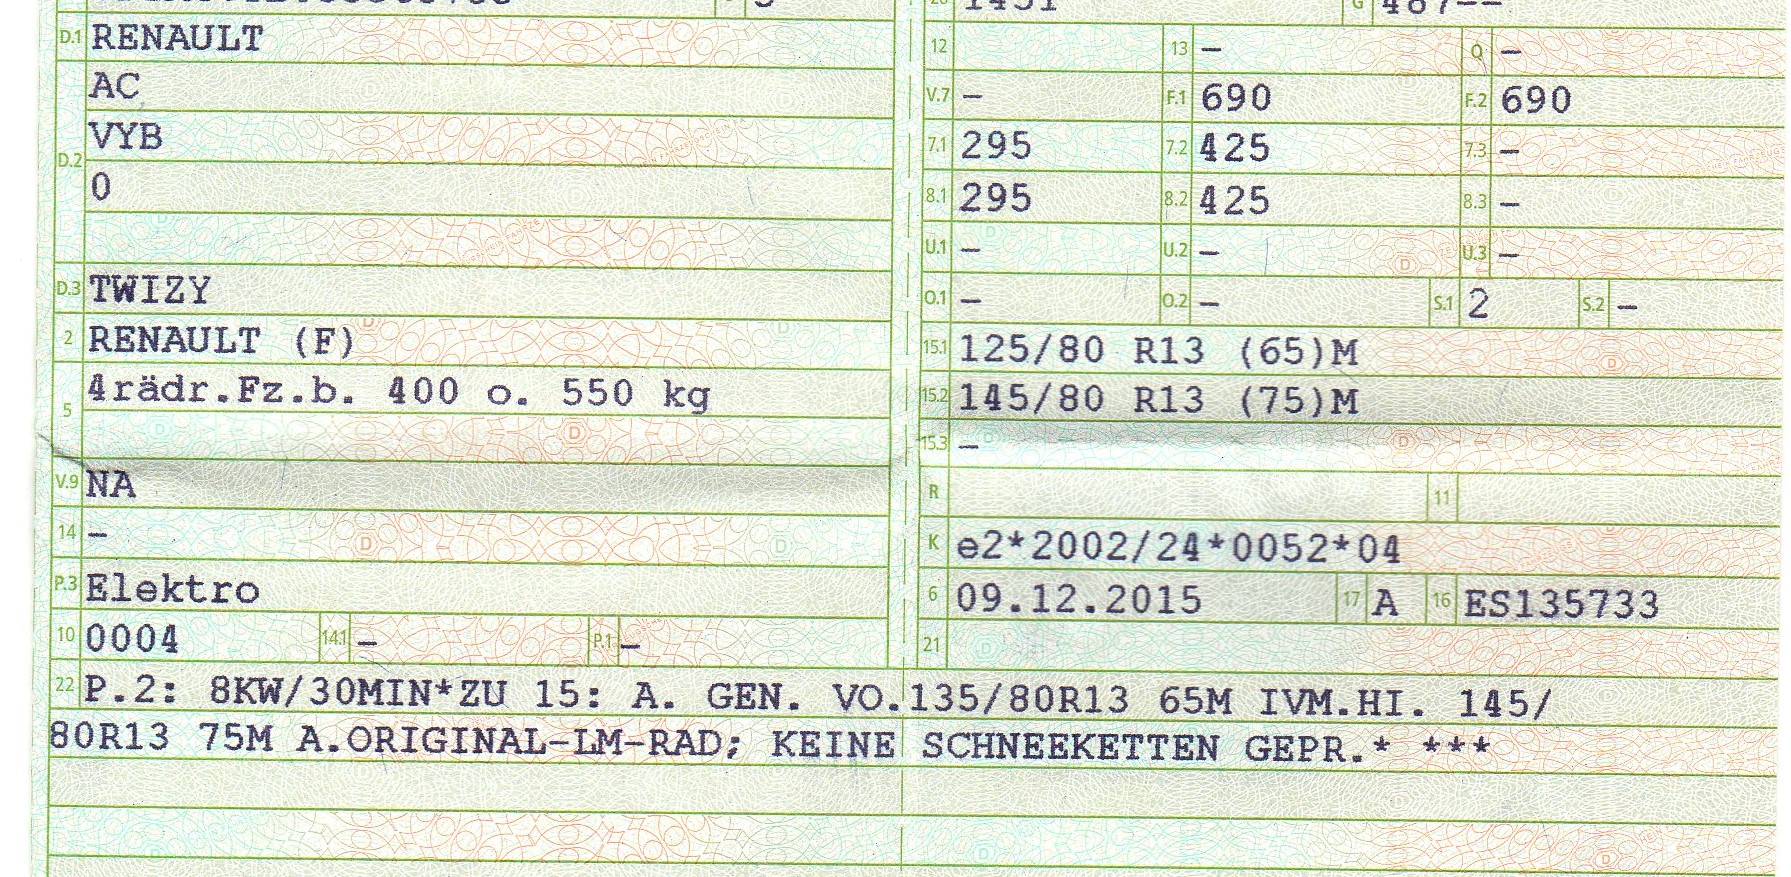 D.1 RENAULT
AC
VYB
D.2
0
D.3 TWIZY
2 RENAULT (F)
4rädr.Fz.b. 400 o. 550 kg
5
V.9 NA
14 –
P.3 Elektro
10 0004 14.1 – P.1 –
G 487--
12 13 – Q –
V.7 – F.1 690 F.2 690
7.1 295 7.2 425 7.3 –
8.1 295 8.2 425 8.3 –
U.1 – U.2 – U.3 –
O.1 – O.2 – S.1 2 S.2 –
15.1 125/80 R13 (65)M
15.2 145/80 R13 (75)M
15.3 –
R 11
K e2*2002/24*0052*04
6 09.12.2015 17 A 16 ES135733
21
22 P.2: 8KW/30MIN*ZU 15: A. GEN. VO.135/80R13 65M IVM.HI. 145/
80R13 75M A.ORIGINAL-LM-RAD; KEINE SCHNEEKETTEN GEPR.* ***